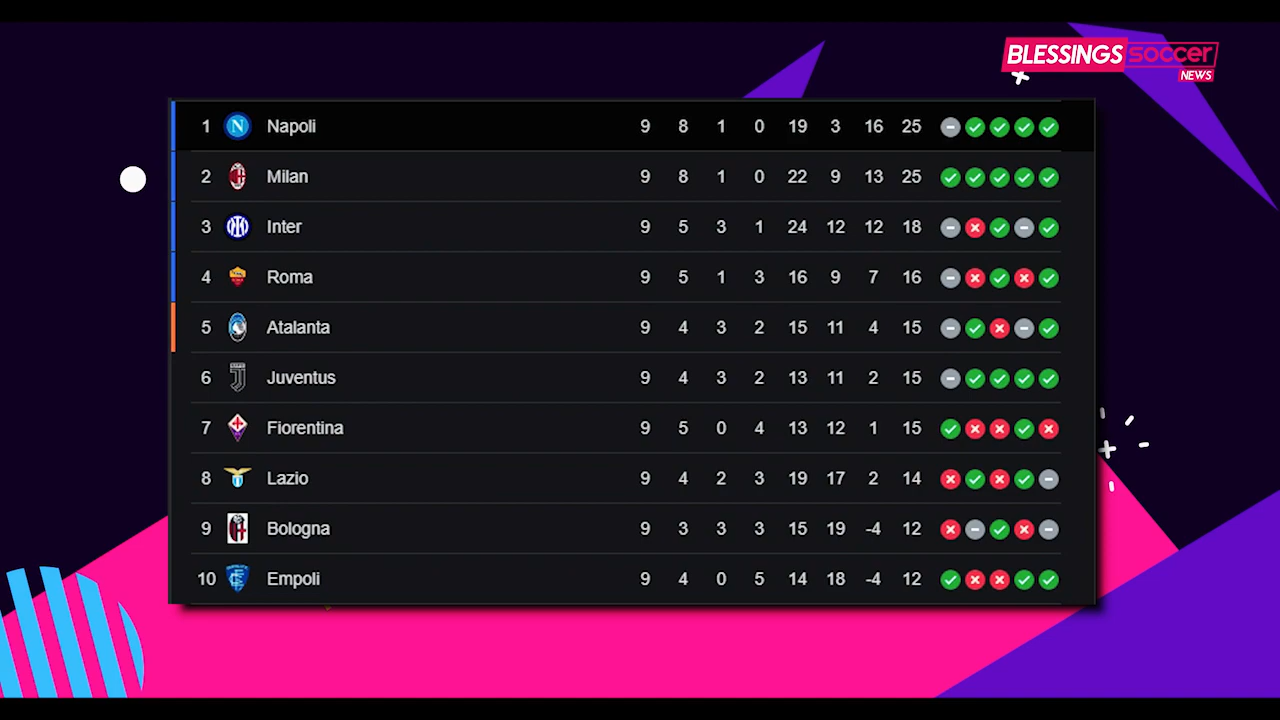 BLESSINGS soccer
NEWS
1 Napoli 9 8 1 0 19 3 16 25
2 Milan 9 8 1 0 22 9 13 25
3 Inter 9 5 3 1 24 12 12 18
4 Roma 9 5 1 3 16 9 7 16
5 Atalanta 9 4 3 2 15 11 4 15
6 Juventus 9 4 3 2 13 11 2 15
7 Fiorentina 9 5 0 4 13 12 1 15
8 Lazio 9 4 2 3 19 17 2 14
9 Bologna 9 3 3 3 15 19 -4 12
10 Empoli 9 4 0 5 14 18 -4 12